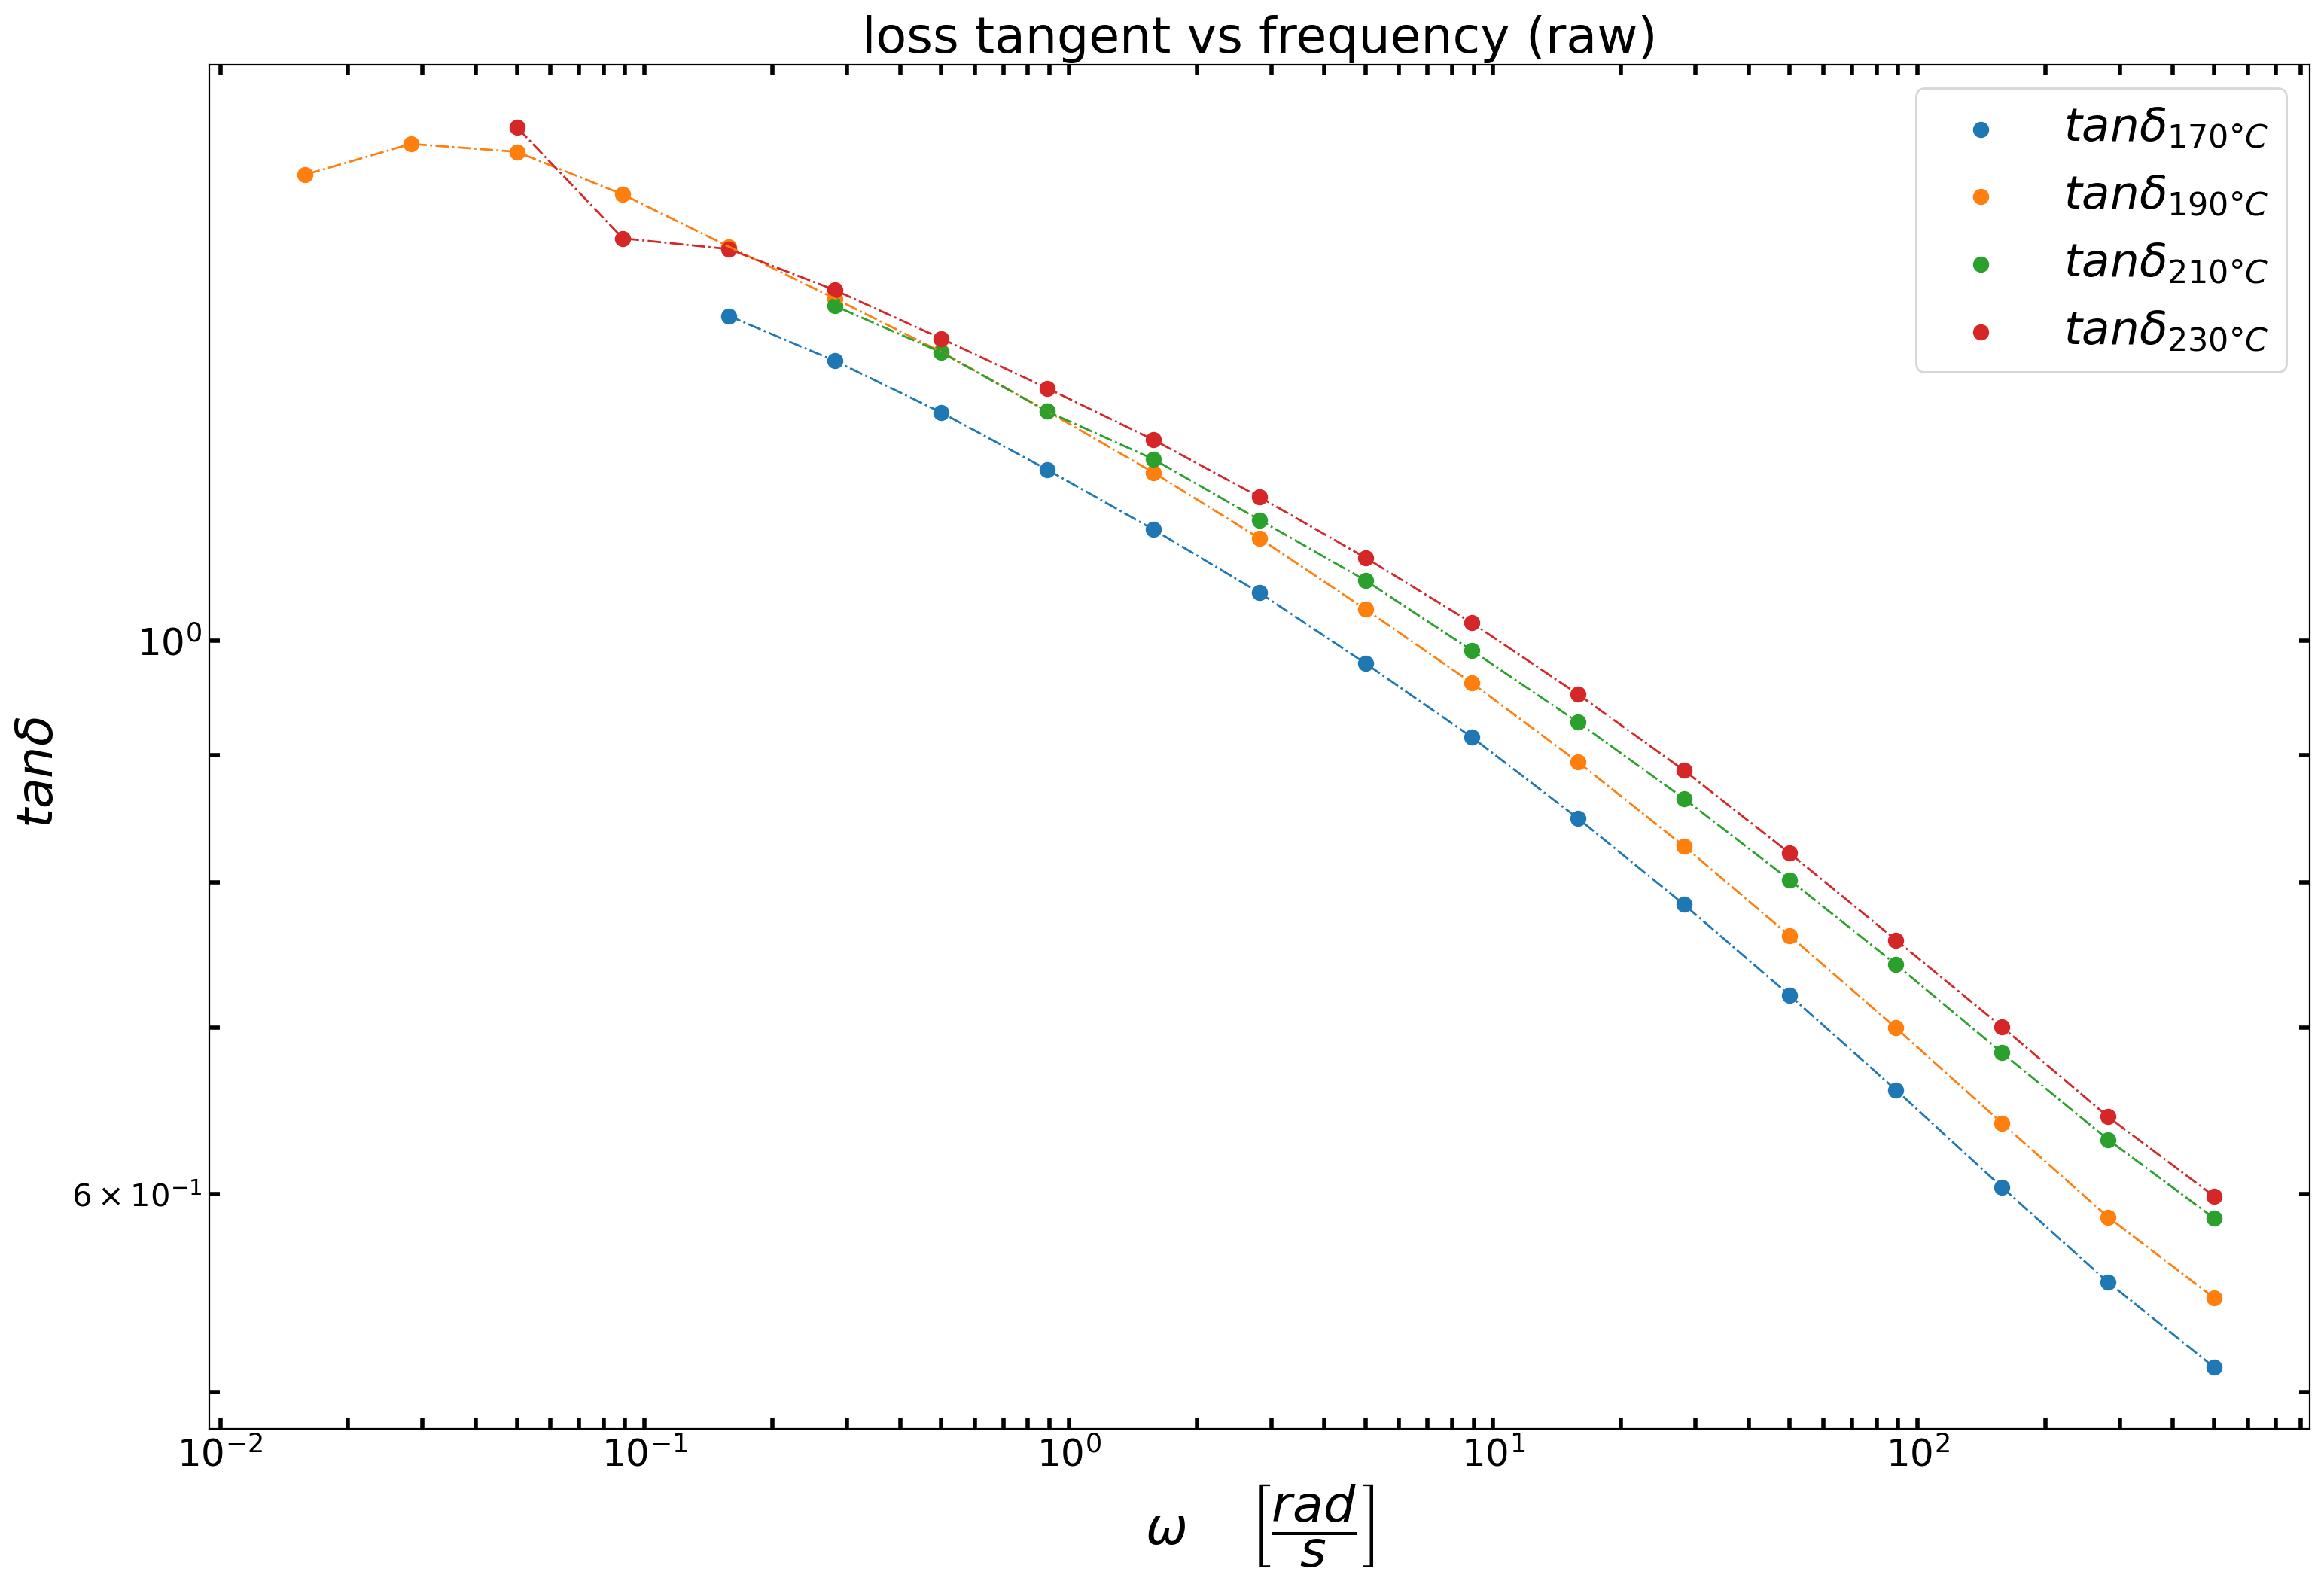 loss tangent vs frequency (raw)
tanδ₁₇₀°C
tanδ₁₉₀°C
tanδ₂₁₀°C
tanδ₂₃₀°C
10⁰
tanδ
6 × 10⁻¹
10⁻² 10⁻¹ 10⁰ 10¹ 10²
ω [rad/s]